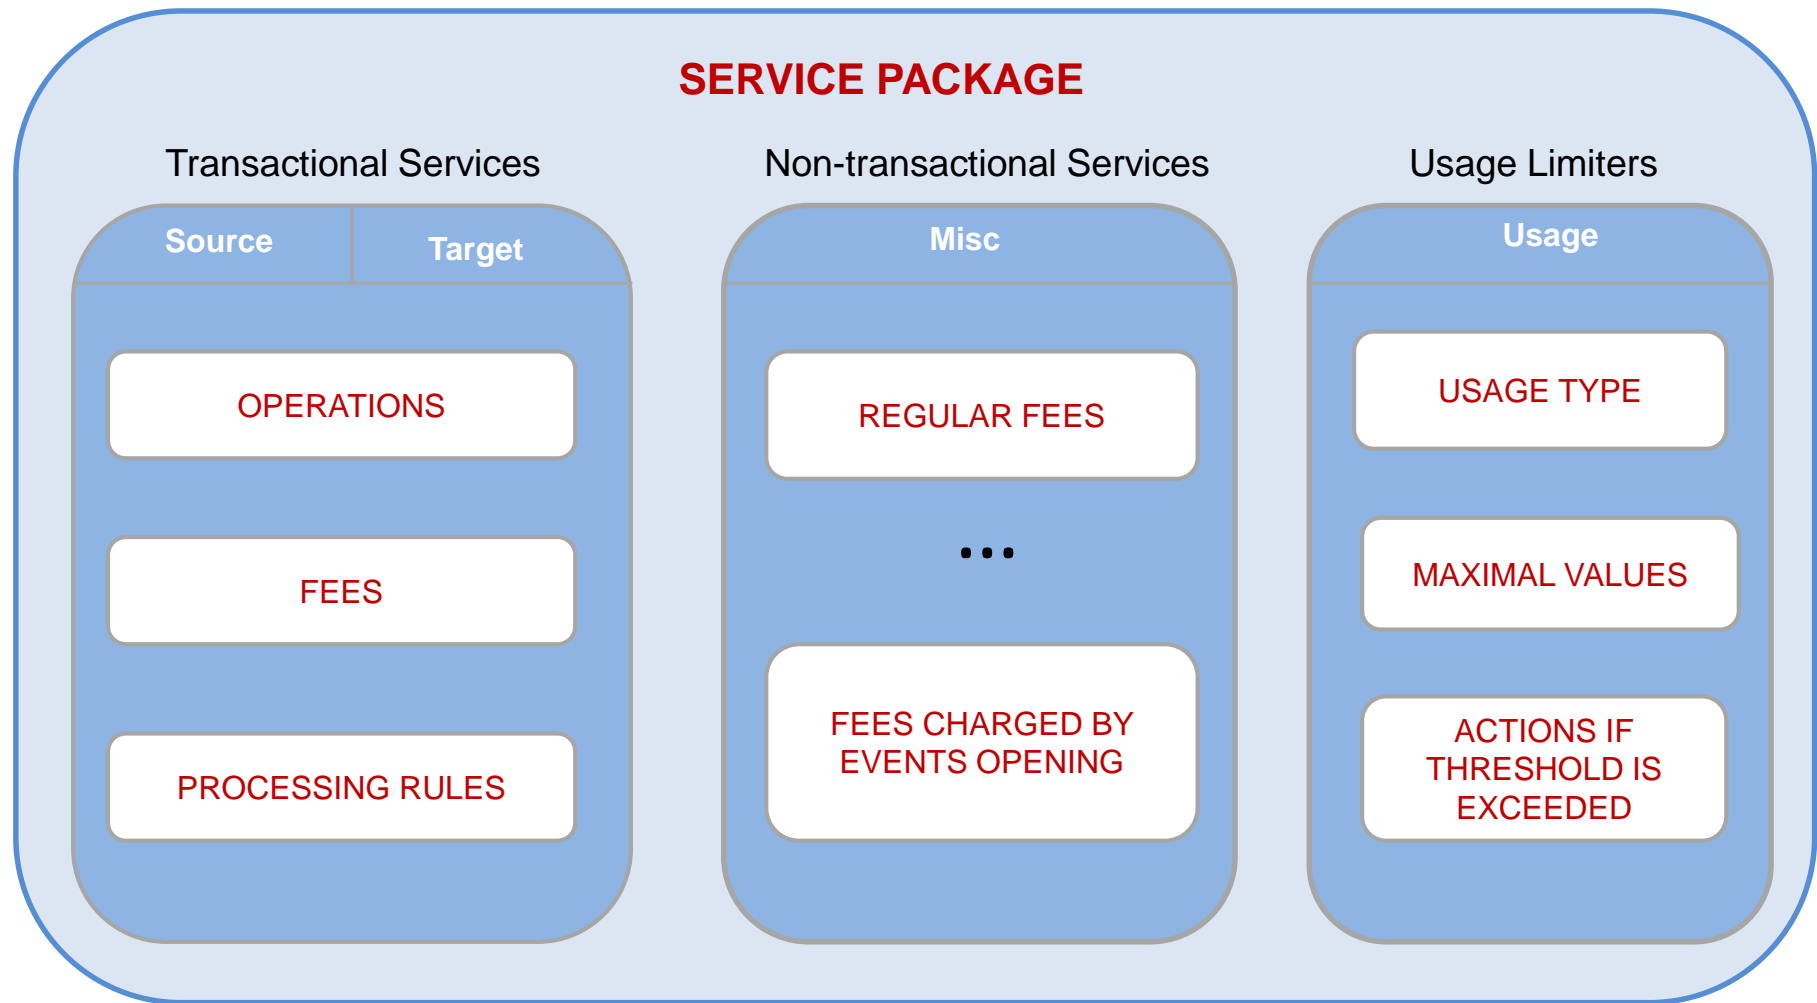 SERVICE PACKAGE
Transactional Services
Source
Target
OPERATIONS
FEES
PROCESSING RULES
Non-transactional Services
Misc
REGULAR FEES
...
FEES CHARGED BY
EVENTS OPENING
Usage Limiters
Usage
USAGE TYPE
MAXIMAL VALUES
ACTIONS IF
THRESHOLD IS
EXCEEDED